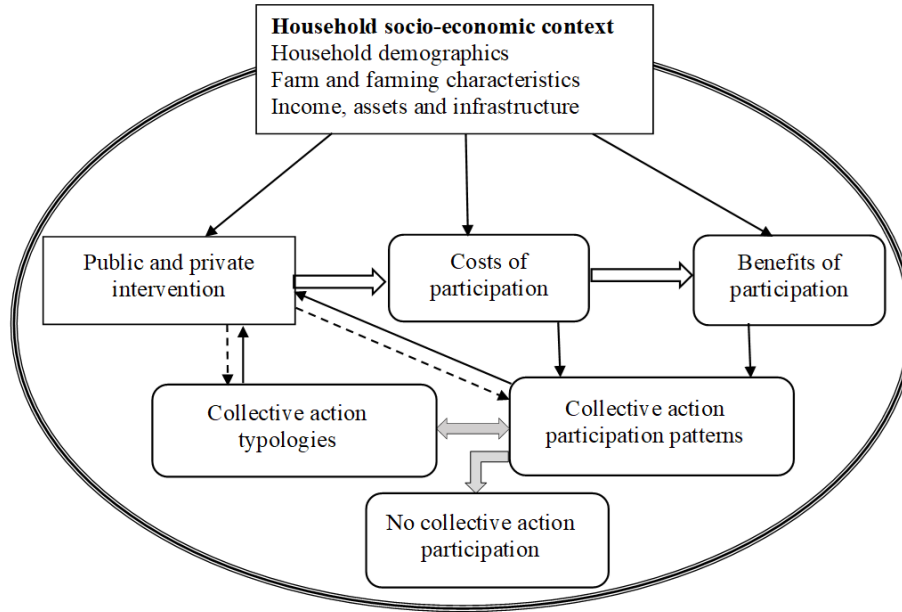 Household socio-economic context
Household demographics
Farm and farming characteristics
Income, assets and infrastructure
Public and private
intervention
Costs of
participation
Benefits of
participation
Collective action
typologies
Collective action
participation patterns
No collective action
participation